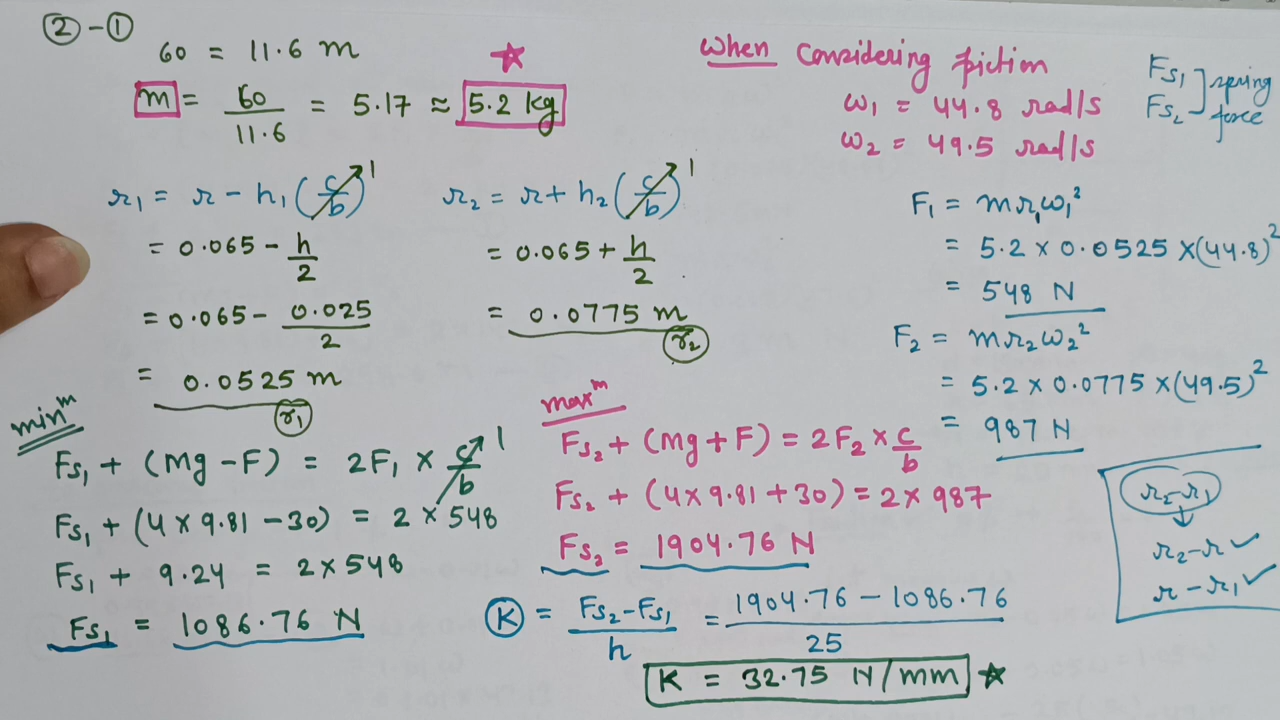 ② - ①
60 = 11.6 m
m = 60/11.6 = 5.17 ≈ 5.2 kg
r₁ = r - h₁ (c/b) 1
= 0.065 - h/2
= 0.065 - 0.025/2
= 0.0525 m
r₁
r₂ = r + h₂ (c/b) 1
= 0.065 + h/2
= 0.0775 m
r₂
When Considering friction
ω₁ = 44.8 rad/s
ω₂ = 49.5 rad/s
Fs₁ Fs₂ ] spring force
F₁ = mr₁ω₁²
= 5.2 x 0.0525 x (44.8)²
= 548 N
F₂ = mr₂ω₂²
= 5.2 x 0.0775 x (49.5)²
= 987 N
minᵐ
Fs₁ + (Mg - F) = 2F₁ x c/b 1
Fs₁ + (4 x 9.81 - 30) = 2 x 548
Fs₁ + 9.24 = 2 x 548
Fs₁ = 1086.76 N
maxᵐ
Fs₂ + (Mg + F) = 2F₂ x c/b
Fs₂ + (4 x 9.81 + 30) = 2 x 987
Fs₂ = 1904.76 N
K = Fs₂ - Fs₁/h = 1904.76 - 1086.76/25
K = 32.75 N/mm
r₂ - r₁
↓
r₂ - r ✓
r - r₁ ✓